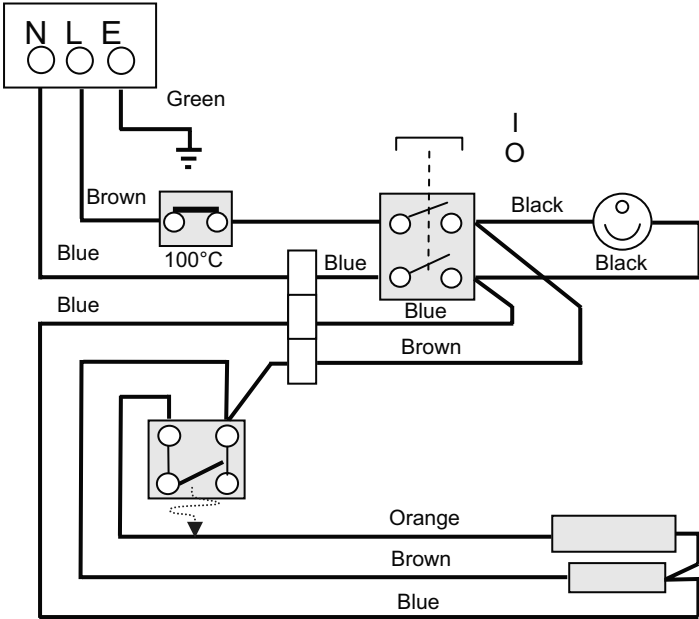 N L E
Green
I
O
Brown
Black
100°C
Blue
Blue
Black
Blue
Blue
Brown
Orange
Brown
Blue